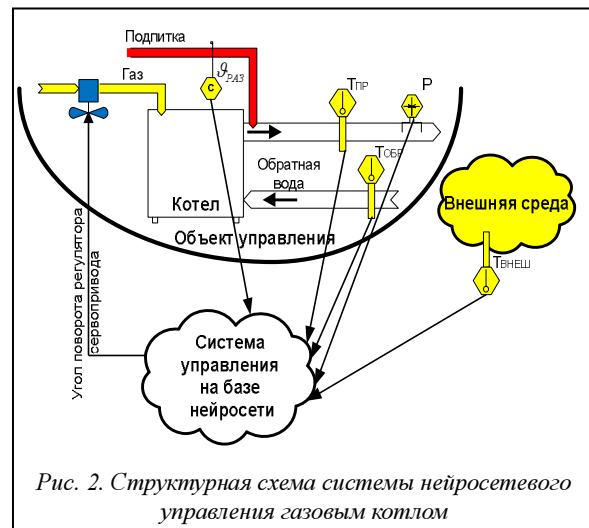 Подпитка
Газ
C
𝜗РАЗ
ТПР
P
ТОБР
Обратная
вода
Котел
Объект управления
Внешняя среда
ТВНЕШ
Угол поворота регулятора
сервопривода
Система
управления
на базе
нейросети
Рис. 2. Структурная схема системы нейросетевого
управления газовым котлом